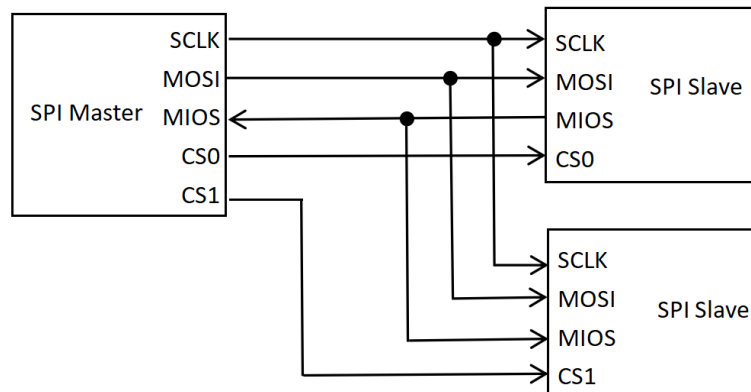 SPI Master
SCLK
MOSI
MIOS
CS0
CS1
SCLK
MOSI
MIOS
CS0
SPI Slave
SCLK
MOSI
MIOS
CS1
SPI Slave